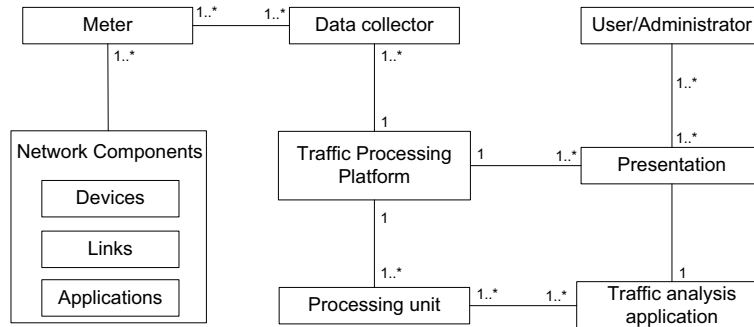 Meter
1..*
1..*
Data collector
User/Administrator
1..*
1..*
1..*
1..*
1
Network Components
Devices
Links
Applications
Traffic Processing
Platform
1
1..*
Presentation
1
1..*
1
Processing unit
1..*
1..*
Traffic analysis
application